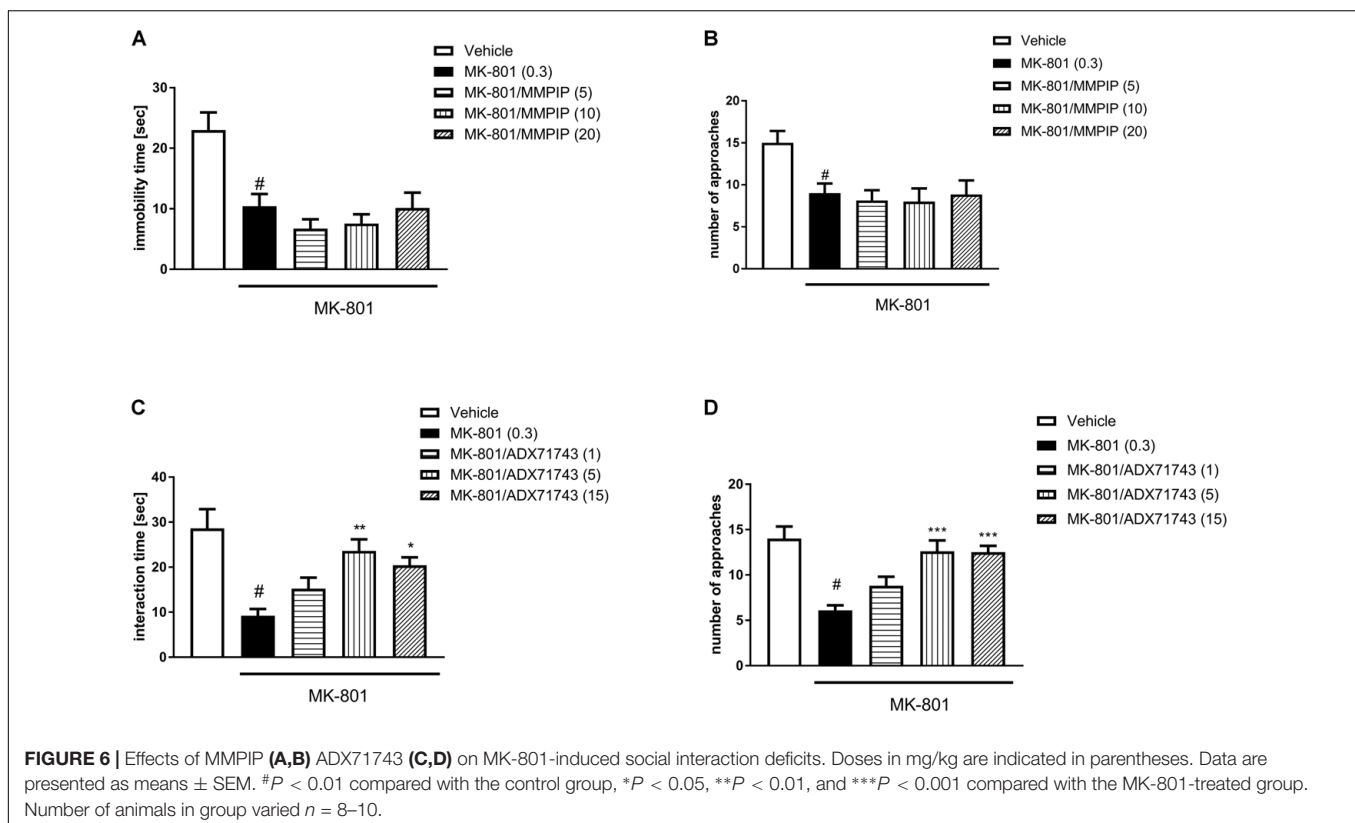 A
Vehicle
MK-801 (0.3)
MK-801/MMPIP (5)
MK-801/MMPIP (10)
MK-801/MMPIP (20)
immobility time [sec]
30
20
10
0
#
MK-801
B
Vehicle
MK-801 (0.3)
MK-801/MMPIP (5)
MK-801/MMPIP (10)
MK-801/MMPIP (20)
number of approaches
20
15
10
5
0
#
MK-801
C
Vehicle
MK-801 (0.3)
MK-801/ADX71743 (1)
MK-801/ADX71743 (5)
MK-801/ADX71743 (15)
interaction time [sec]
40
30
20
10
0
#
**
*
MK-801
D
Vehicle
MK-801 (0.3)
MK-801/ADX71743 (1)
MK-801/ADX71743 (5)
MK-801/ADX71743 (15)
number of approaches
20
15
10
5
0
#
***
***
MK-801
FIGURE 6 | Effects of MMPIP (A,B) ADX71743 (C,D) on MK-801-induced social interaction deficits. Doses in mg/kg are indicated in parentheses. Data are
presented as means ± SEM. #P < 0.01 compared with the control group, *P < 0.05, **P < 0.01, and ***P < 0.001 compared with the MK-801-treated group.
Number of animals in group varied n = 8–10.